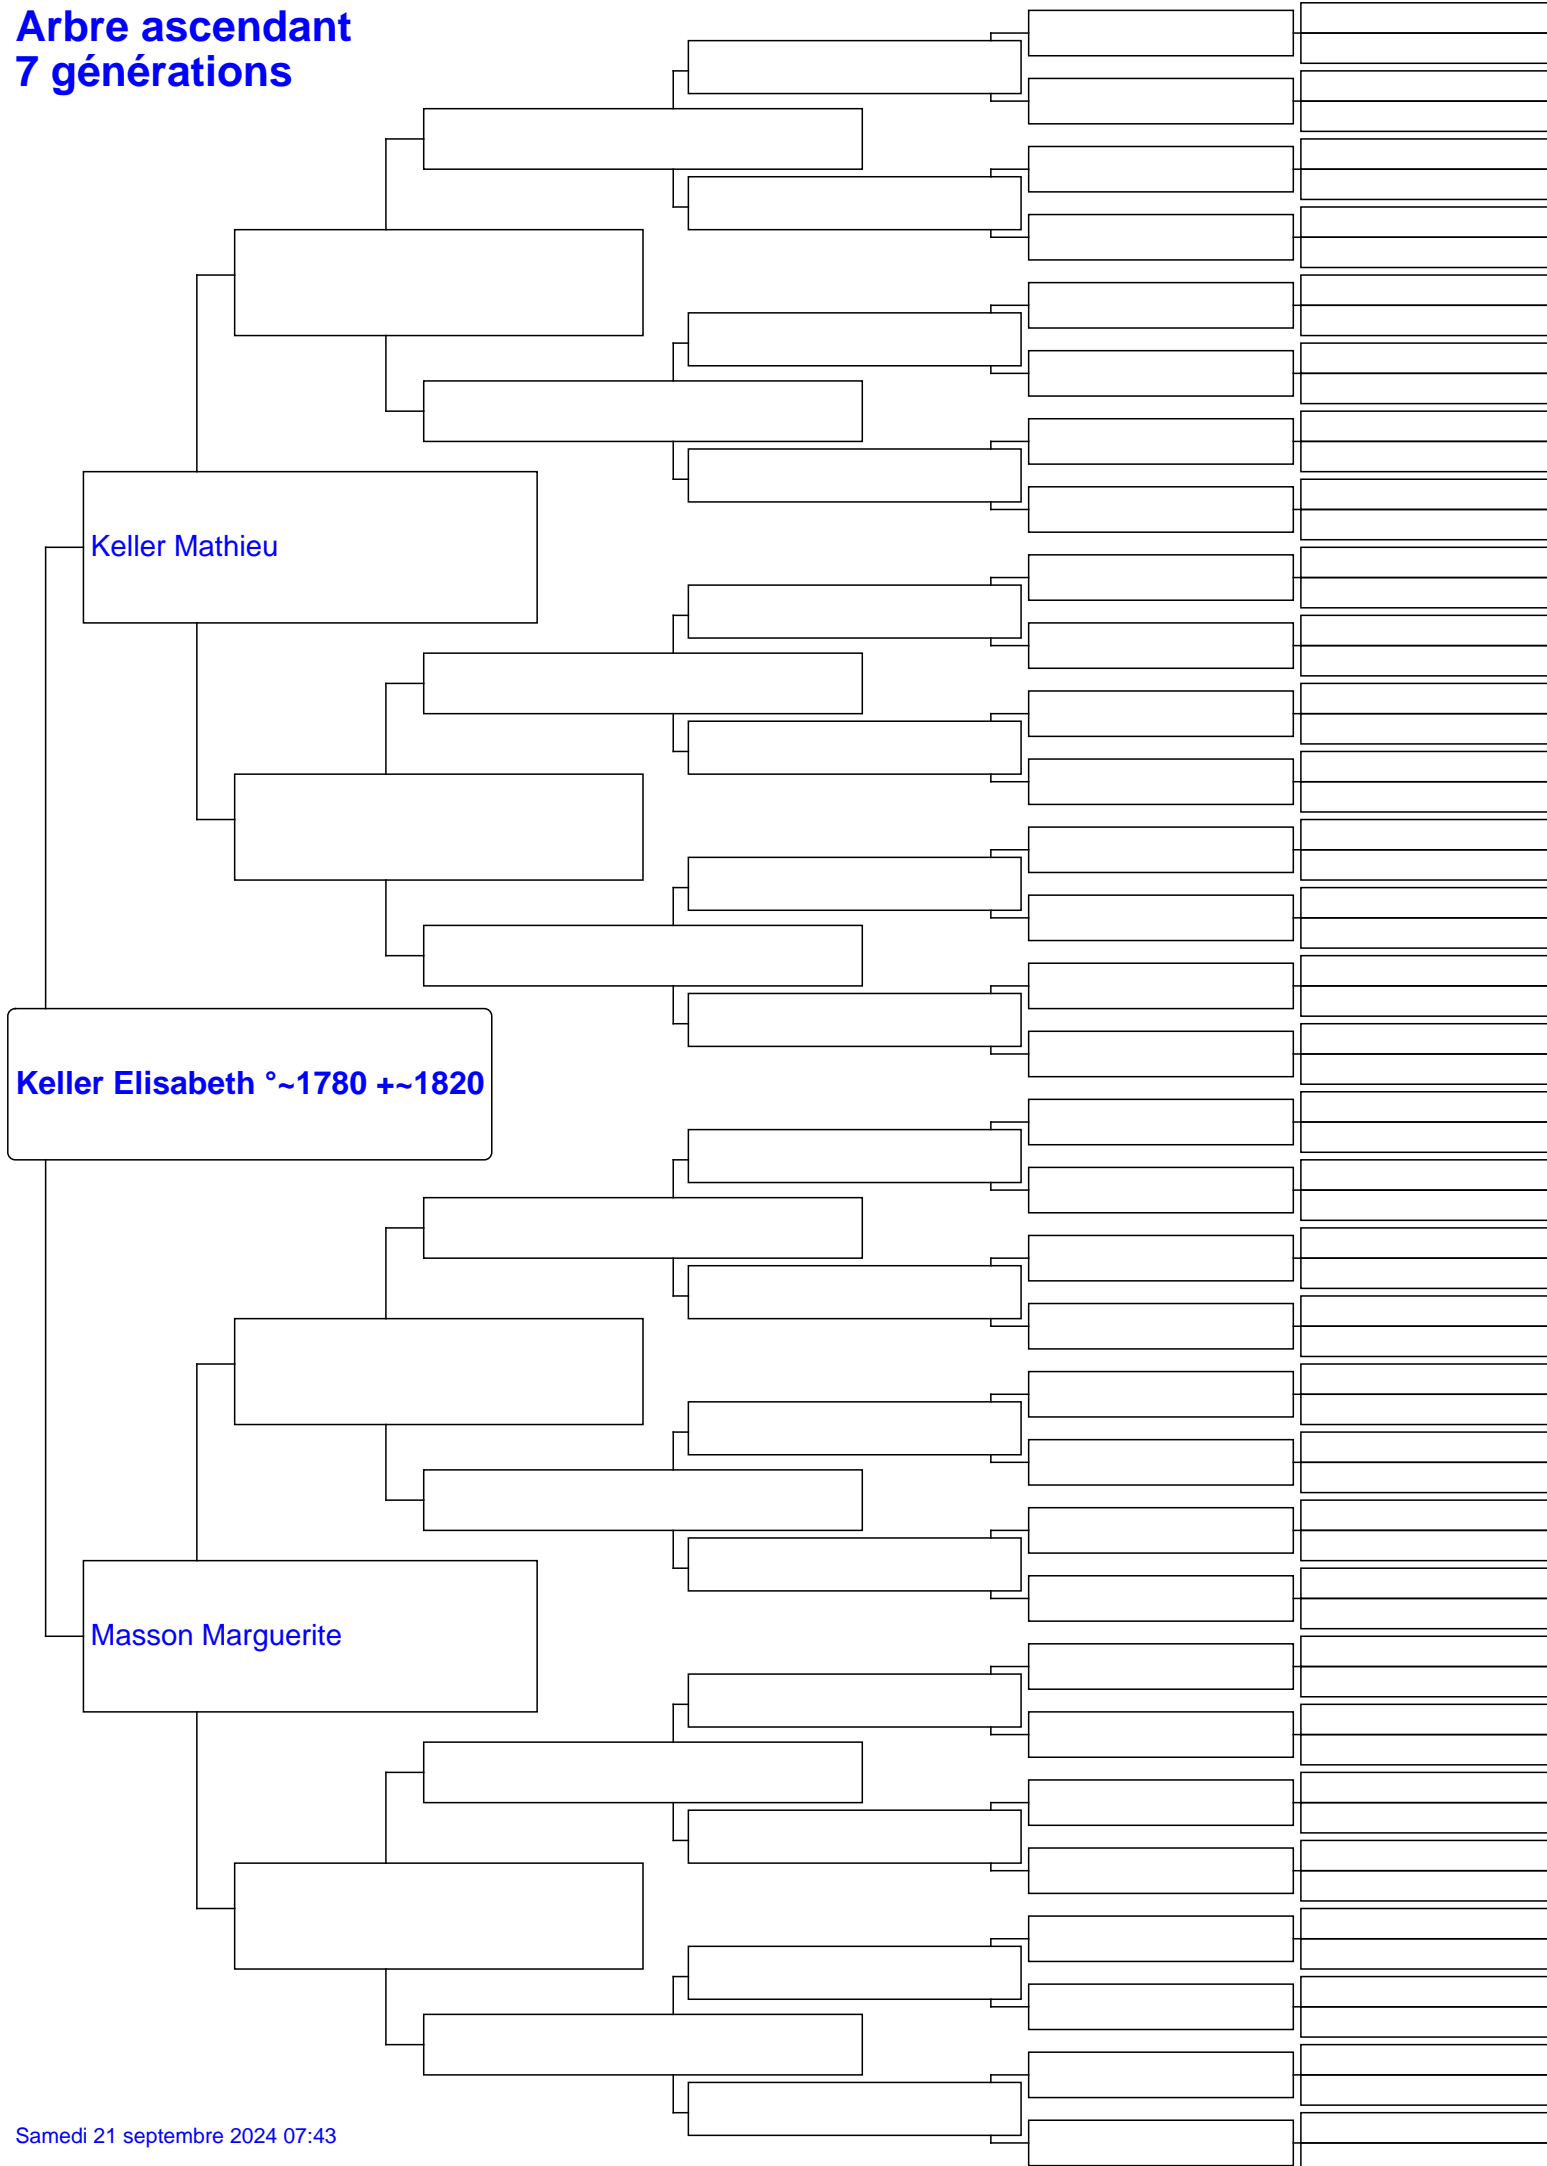 Arbre ascendant
7 générations
Keller Mathieu
Keller Elisabeth °~1780 +~1820
Masson Marguerite
Samedi 21 septembre 2024 07:43